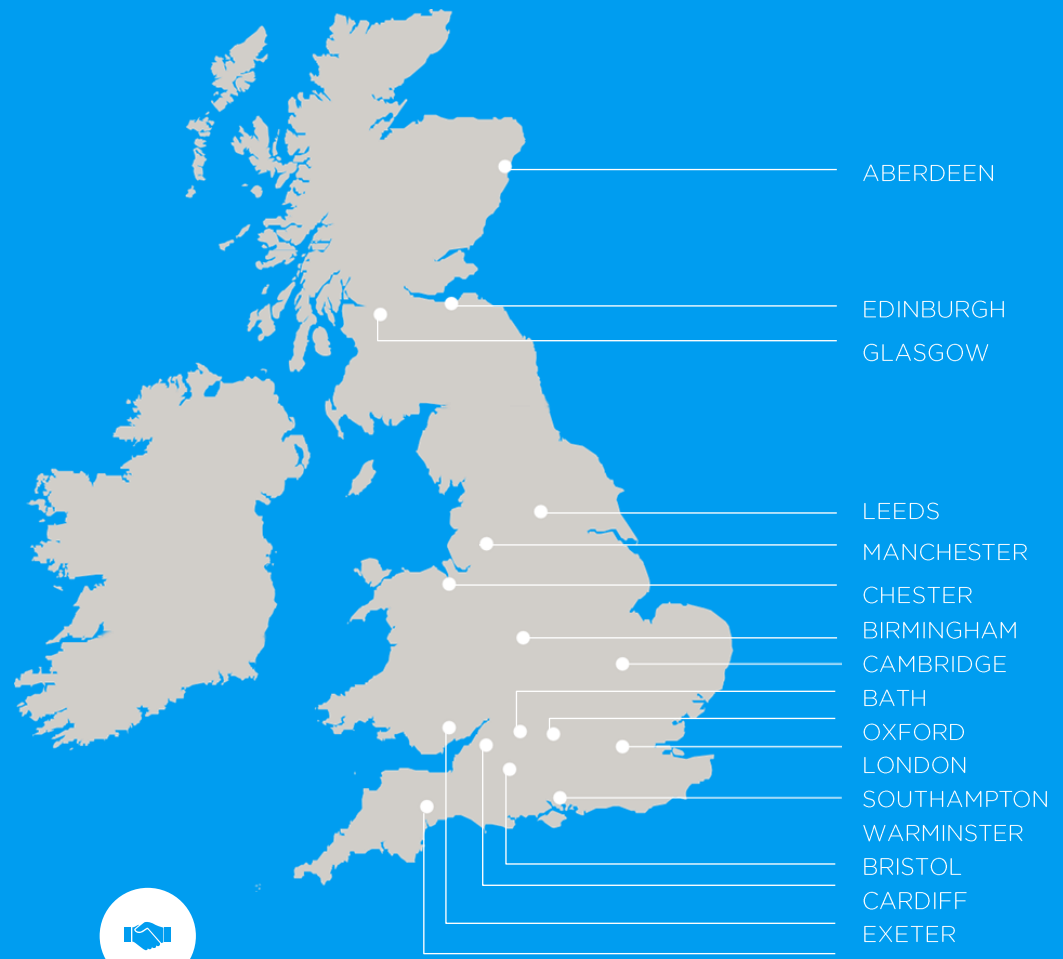 ABERDEEN
EDINBURGH
GLASGOW
LEEDS
MANCHESTER
CHESTER
BIRMINGHAM
CAMBRIDGE
BATH
OXFORD
LONDON
SOUTHAMPTON
WARMINSTER
BRISTOL
CARDIFF
EXETER